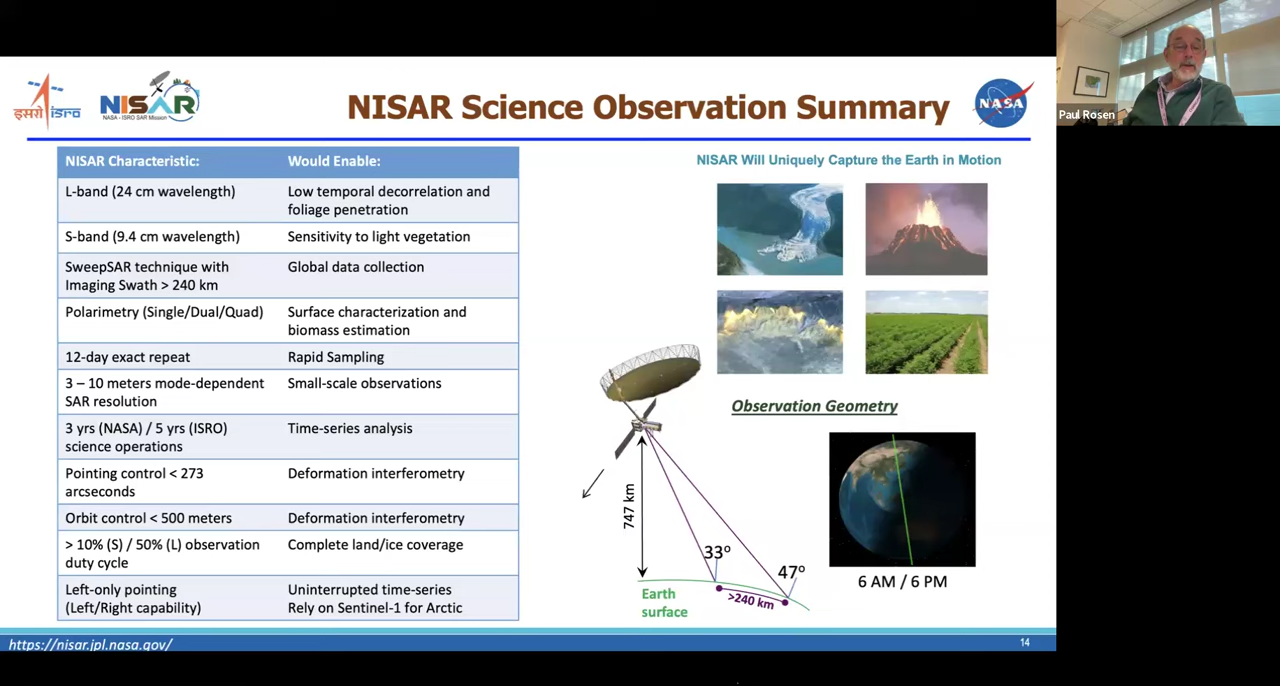 इसरो isro
NISAR
NASA - ISRO SAR Mission
NISAR Science Observation Summary
NASA
Paul Rosen
NISAR Characteristic: Would Enable:
L-band (24 cm wavelength) Low temporal decorrelation and
foliage penetration
S-band (9.4 cm wavelength) Sensitivity to light vegetation
SweepSAR technique with Global data collection
Imaging Swath > 240 km
Polarimetry (Single/Dual/Quad) Surface characterization and
biomass estimation
12-day exact repeat Rapid Sampling
3 – 10 meters mode-dependent Small-scale observations
SAR resolution
3 yrs (NASA) / 5 yrs (ISRO) Time-series analysis
science operations
Pointing control < 273 Deformation interferometry
arcseconds
Orbit control < 500 meters Deformation interferometry
> 10% (S) / 50% (L) observation Complete land/ice coverage
duty cycle
Left-only pointing Uninterrupted time-series
(Left/Right capability) Rely on Sentinel-1 for Arctic
NISAR Will Uniquely Capture the Earth in Motion
Observation Geometry
747 km
33°
47°
>240 km
Earth
surface
6 AM / 6 PM
https://nisar.jpl.nasa.gov/
14